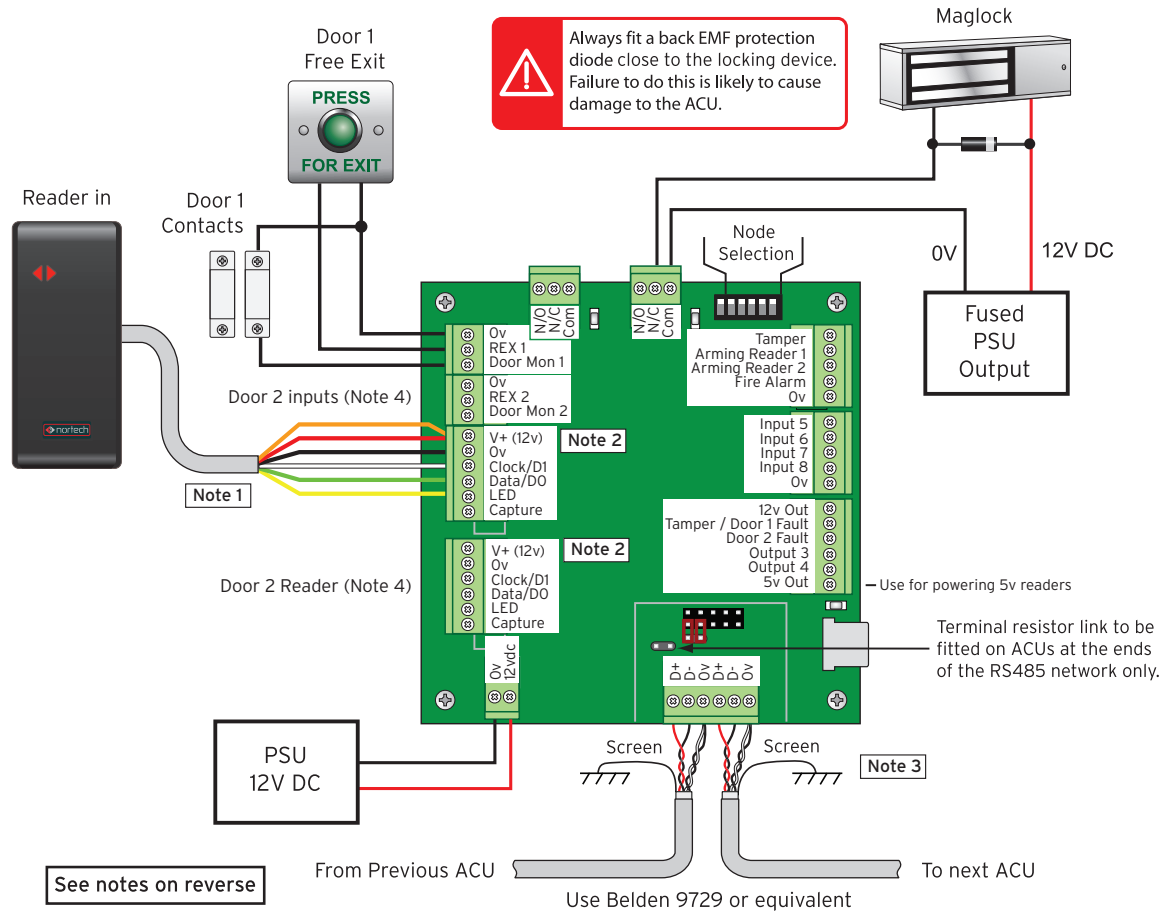 Door 1
Free Exit
PRESS
FOR EXIT
Always fit a back EMF protection
diode close to the locking device.
Failure to do this is likely to cause
damage to the ACU.
Maglock
Reader in
Door 1
Contacts
nortech
Node
Selection
0V
12V DC
Fused
PSU
Output
N/O
N/C
Com
N/O
N/C
Com
0v
REX 1
Door Mon 1
Door 2 inputs (Note 4)
0v
REX 2
Door Mon 2
Note 2
V+ (12v)
0v
Clock/D1
Data/D0
LED
Capture
Note 1
Door 2 Reader (Note 4)
Note 2
V+ (12v)
0v
Clock/D1
Data/D0
LED
Capture
0v
12vdc
Tamper
Arming Reader 1
Arming Reader 2
Fire Alarm
0v
Input 5
Input 6
Input 7
Input 8
0v
12v Out
Tamper / Door 1 Fault
Door 2 Fault
Output 3
Output 4
5v Out
Use for powering 5v readers
Terminal resistor link to be
fitted on ACUs at the ends
of the RS485 network only.
D+
D-
0v
D+
D-
0v
PSU
12V DC
Screen
Screen
Note 3
From Previous ACU
To next ACU
Use Belden 9729 or equivalent
See notes on reverse